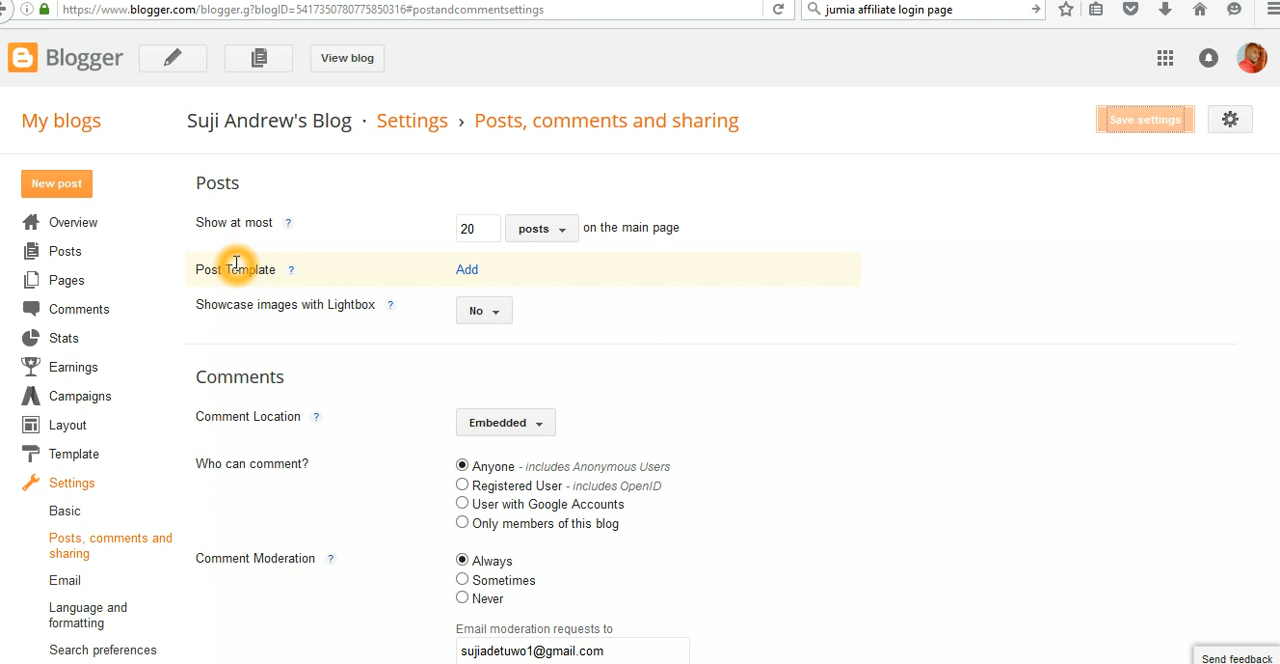 https://www.blogger.com/blogger.g?blogID=5417350780775850316#postandcommentsettings
jumia affiliate login page
Blogger
View blog
My blogs
Suji Andrew's Blog · Settings › Posts, comments and sharing
Save settings
New post
Overview
Posts
Pages
Comments
Stats
Earnings
Campaigns
Layout
Template
Settings
Basic
Posts, comments and
sharing
Email
Language and
formatting
Search preferences
Posts
Show at most ? 20 posts on the main page
Post Template ? Add
Showcase images with Lightbox ? No
Comments
Comment Location ? Embedded
Who can comment?
Anyone - includes Anonymous Users
Registered User - includes OpenID
User with Google Accounts
Only members of this blog
Comment Moderation ?
Always
Sometimes
Never
Email moderation requests to
sujiadetuwo1@gmail.com
Send feedback